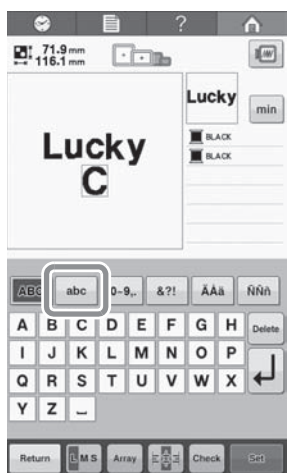 ?
71.9 mm
116.1 mm
Lucky
min
BLACK
BLACK
Lucky
C
ABC abc 0-9,. &?! ÄÅä ÑÑñ
A B C D E F G H Delete
I J K L M N O P
Q R S T U V W X
Y Z
Return L M S Array Check Set